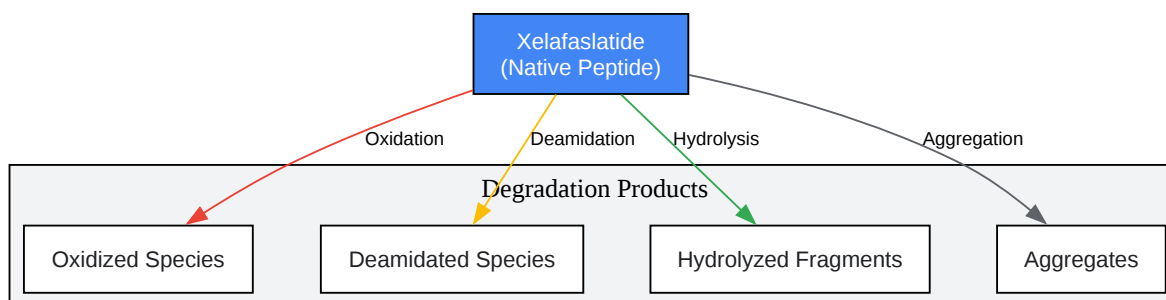 Xelafaslatide
(Native Peptide)
Oxidation
Deamidation
Hydrolysis
Aggregation
Degradation Products
Oxidized Species
Deamidated Species
Hydrolyzed Fragments
Aggregates